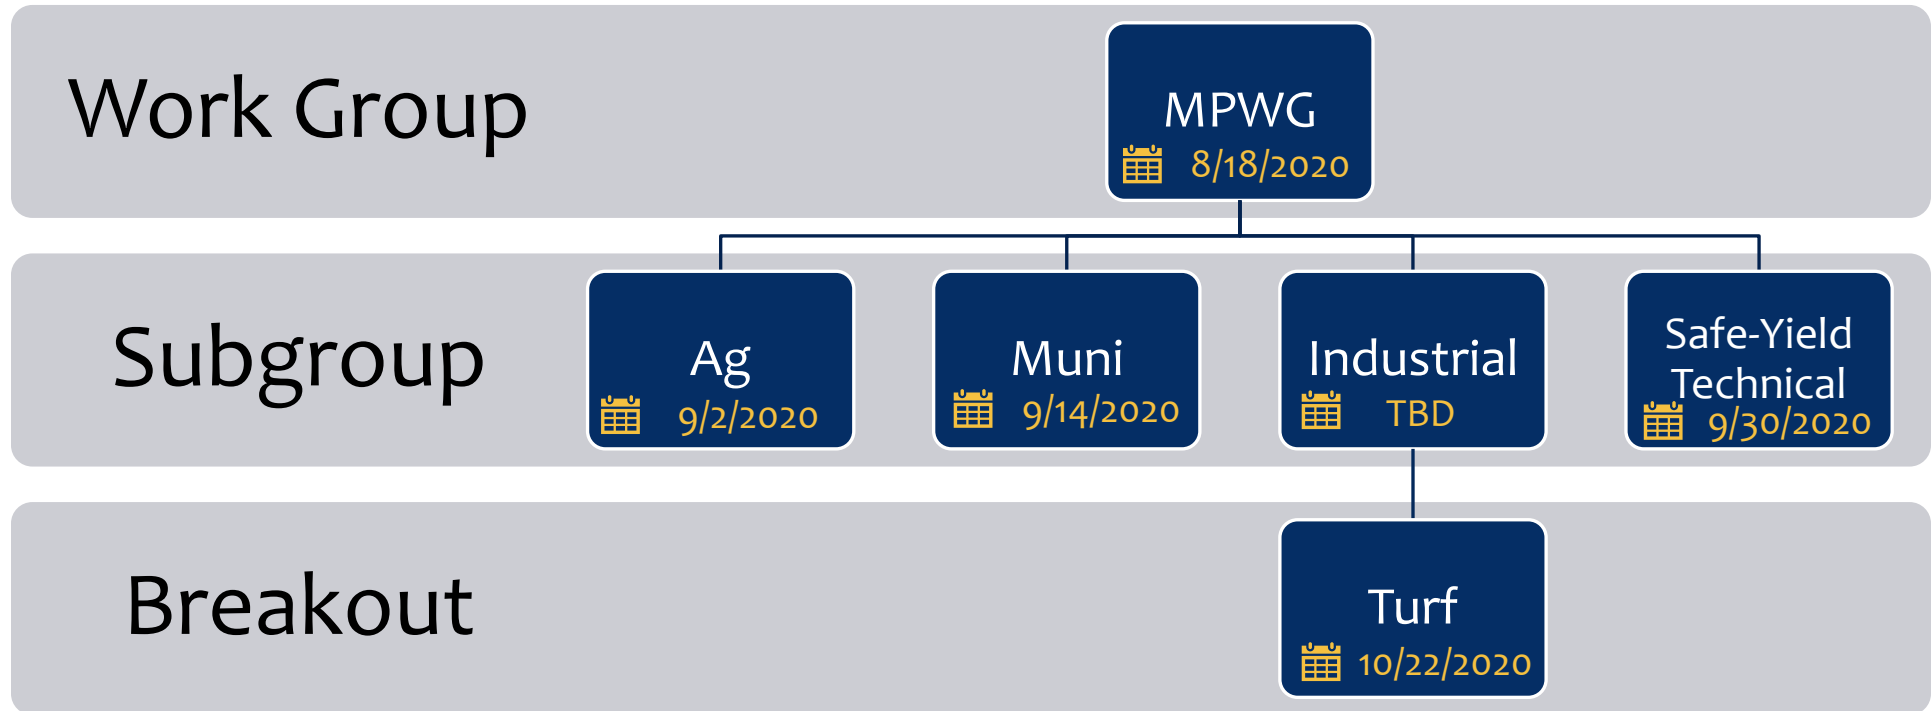 Work Group
MPWG
8/18/2020
Subgroup
Ag
9/2/2020
Muni
9/14/2020
Industrial
TBD
Safe-Yield
Technical
9/30/2020
Breakout
Turf
10/22/2020